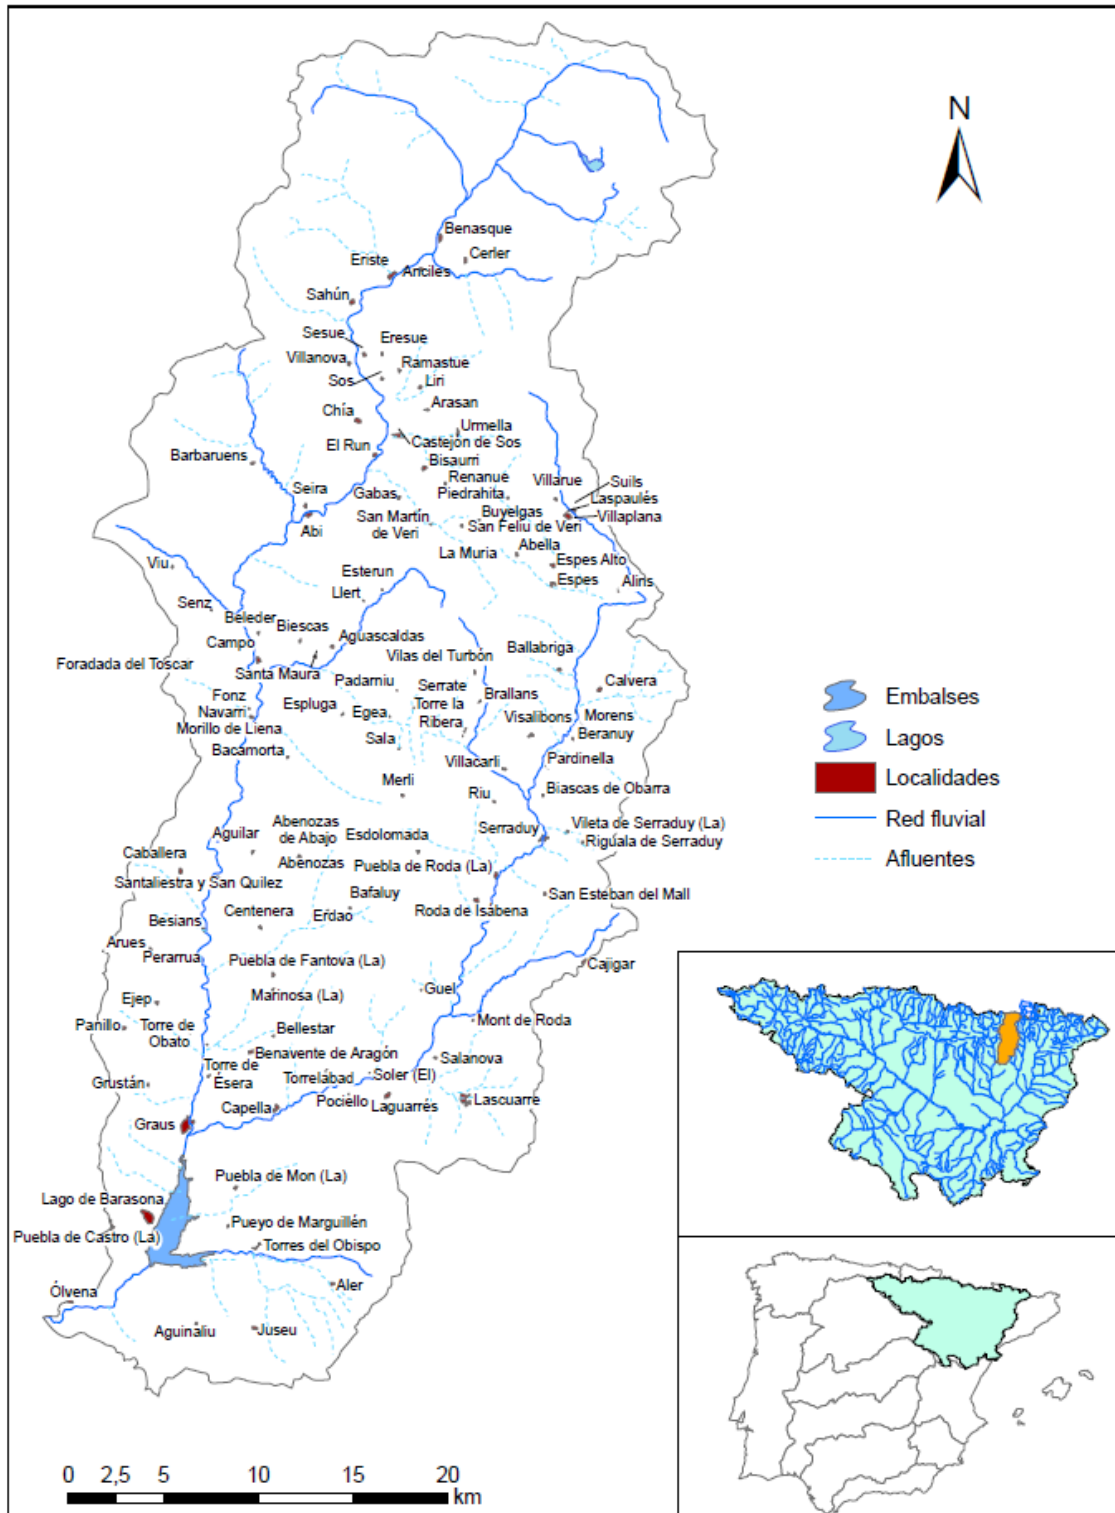 N
Benasque
Cerler
Eriste
Anciles
Sahún
Sesue
Eresue
Villanova
Ramastue
Sos
Liri
Arasan
Chía
Urmella
Castejón de Sos
El Run
Bisaurri
Barbaruens
Renanué
Villarue
Suils
Seira
Gabas
Piedrahita
Laspaulés
Buyelgas
Villaplana
Abi
San Martín
de Veri
San Feliu de Veri
La Muria
Abella
Espes Alto
Viu
Esterun
Espes
Alins
Llert
Senz
Beleder
Biescas
Aguascaldas
Campo
Ballabriga
Vilas del Turbón
Foradada del Toscar
Santa Maura
Padarniu
Serrate
Calvera
Fonz
Espluga
Egea
Torre la
Ribera
Brallans
Navarri
Visalibons
Morens
Morillo de Liena
Sala
Beranuy
Bacamorta
Villacarli
Pardinella
Merli
Riu
Biascas de Obarra
Abenozas
de Abajo
Aguilar
Esdolomada
Serraduy
Vileta de Serraduy (La)
Rigüala de Serraduy
Caballera
Abenozas
Puebla de Roda (La)
Santaliestra y San Quilez
Bafaluy
San Esteban del Mall
Centenera
Erdao
Roda de Isábena
Besians
Arues
Perarrua
Puebla de Fantova (La)
Cajigar
Ejep
Marinosa (La)
Guel
Panillo
Torre de
Obato
Bellestar
Mont de Roda
Benavente de Aragón
Salanova
Torre de
Ésera
Grustán
Torrelabad
Soler (El)
Capella
Pociello
Laguarres
Lascuarre
Graus
Puebla de Mon (La)
Lago de Barasona
Puebla de Castro (La)
Pueyo de Marguillén
Torres del Obispo
Ólvena
Aler
Aguinaliu
Juseu
Embalses
Lagos
Localidades
Red fluvial
Afluentes
0 2,5 5 10 15 20
km